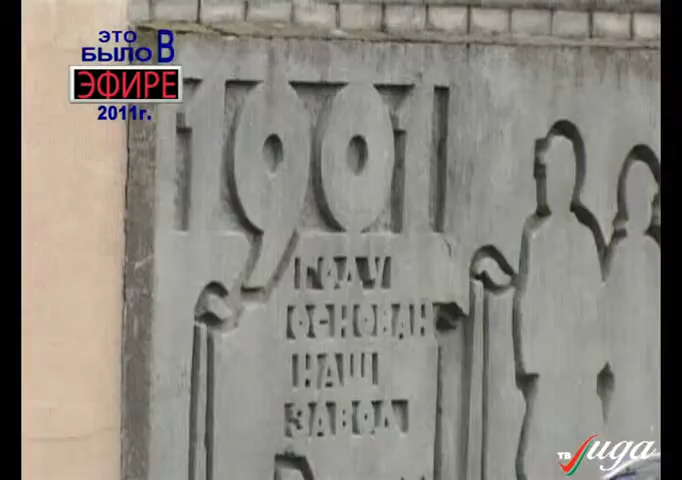 ЭТО
БЫЛО В
ЭФИРЕ
2011г.
1901
ГОДУ
ОСНОВАН
НАШ
ЗАВОД
ТВ Лида